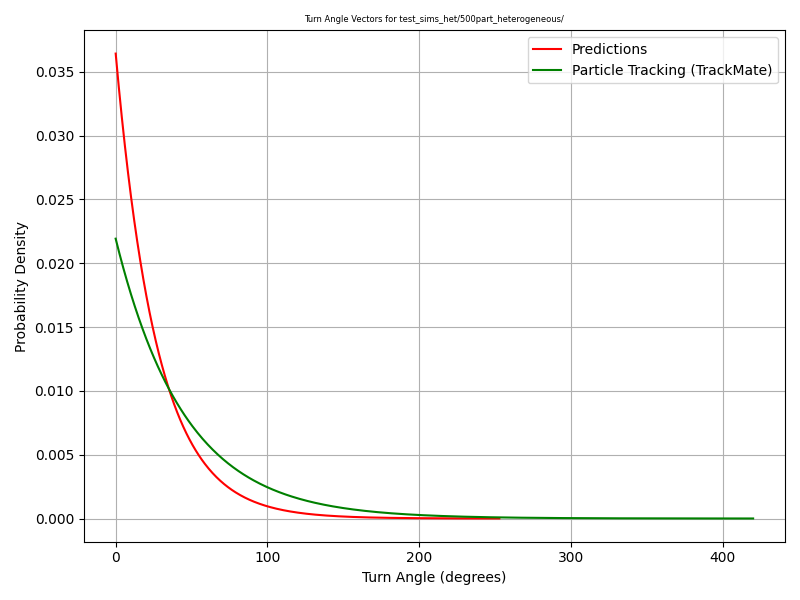 Turn Angle Vectors for test_sims_het/500part_heterogeneous/
Predictions
Particle Tracking (TrackMate)
Probability Density
0.035
0.030
0.025
0.020
0.015
0.010
0.005
0.000
0 100 200 300 400
Turn Angle (degrees)